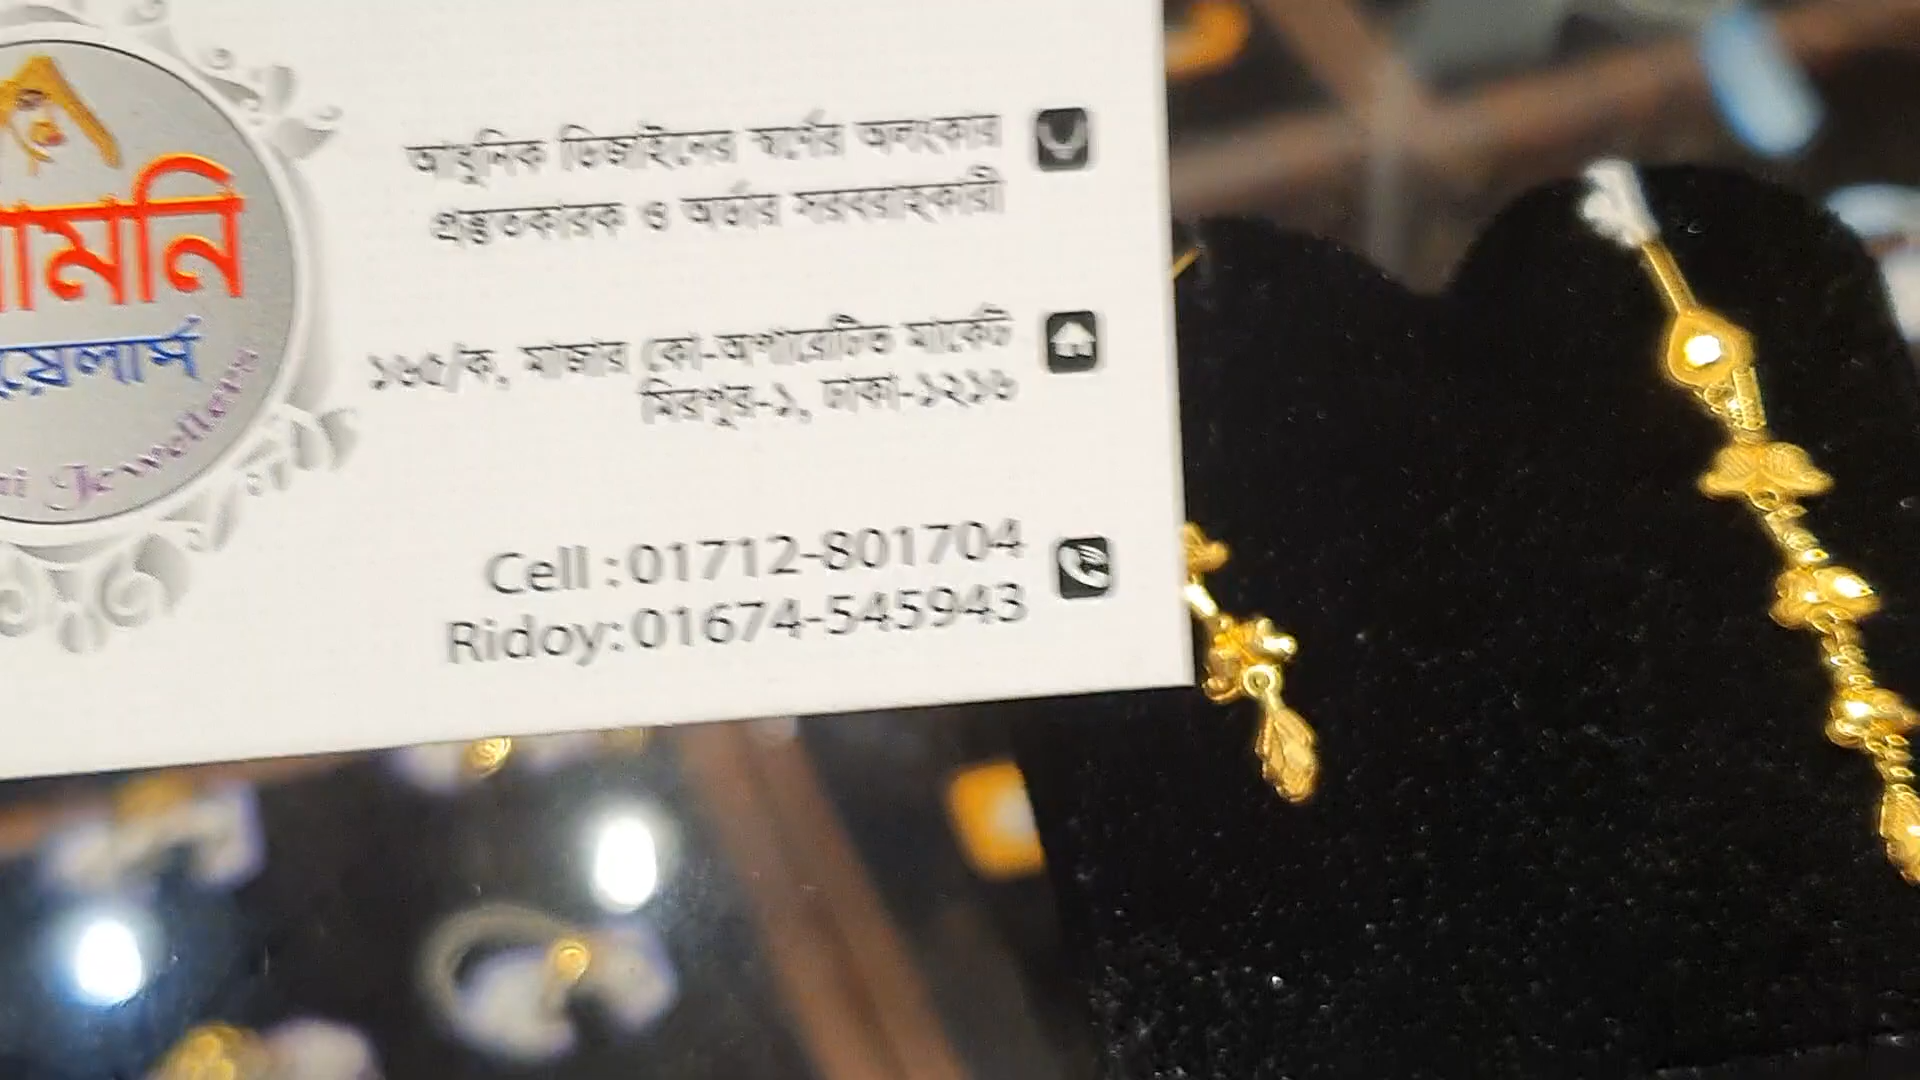 মনি
য়েলার্স
Jewellers
আধুনিক ডিজাইনের স্বর্ণের অলংকার
প্রস্তুতকারক ও অর্ডার সরবরাহকারী
১৬৫/ক, মাজার কো-অপারেটিভ মার্কেট
মিরপুর-১, ঢাকা-১২১৬
Cell : 01712-801704
Ridoy: 01674-545943